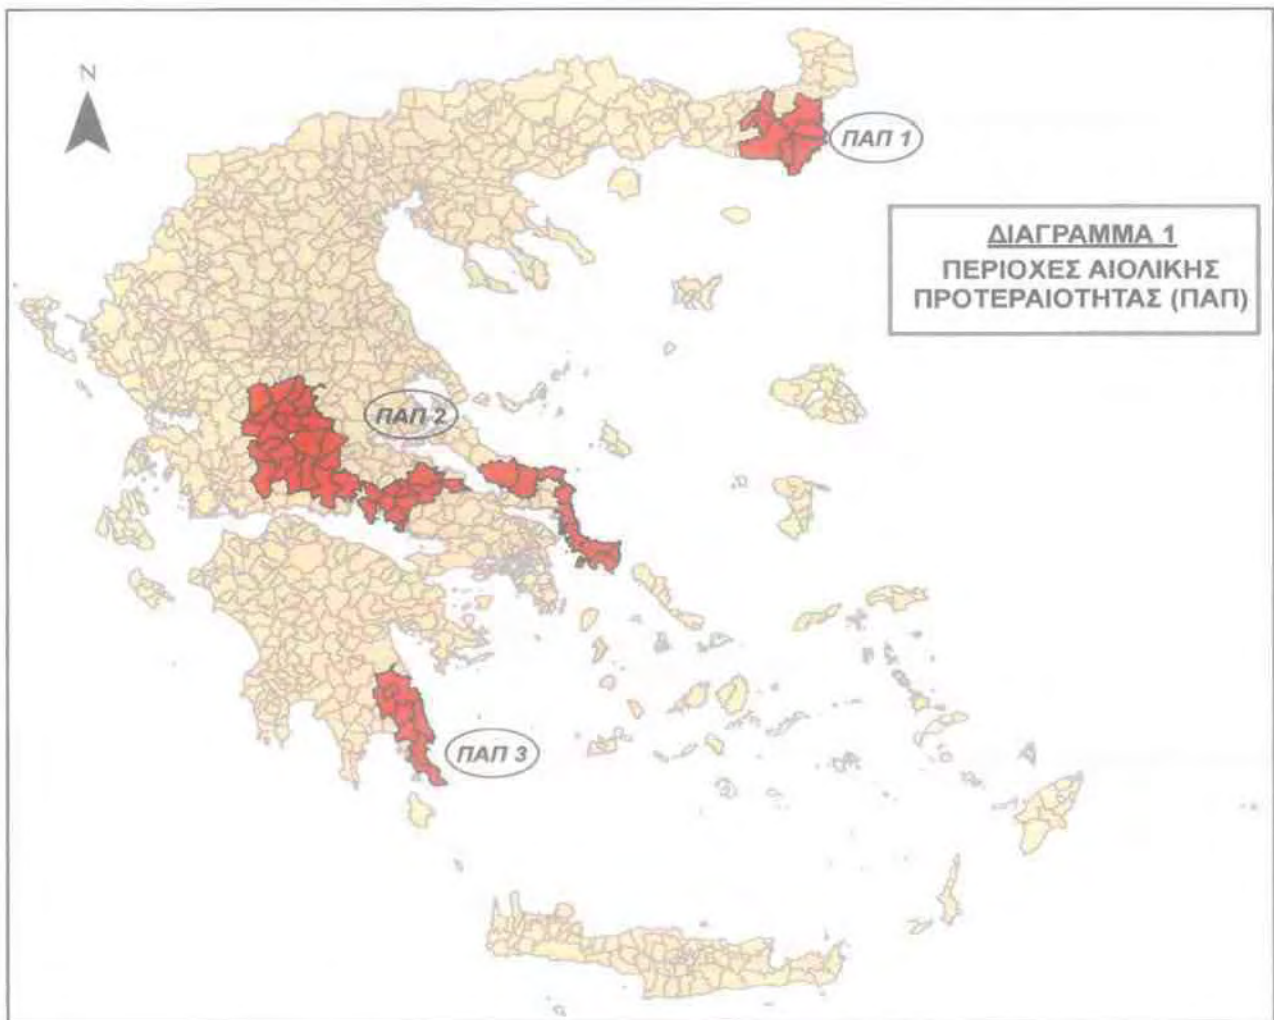 N
ΠΑΠ 1
ΔΙΑΓΡΑΜΜΑ 1
ΠΕΡΙΟΧΕΣ ΑΙΟΛΙΚΗΣ
ΠΡΟΤΕΡΑΙΟΤΗΤΑΣ (ΠΑΠ)
ΠΑΠ 2
ΠΑΠ 3